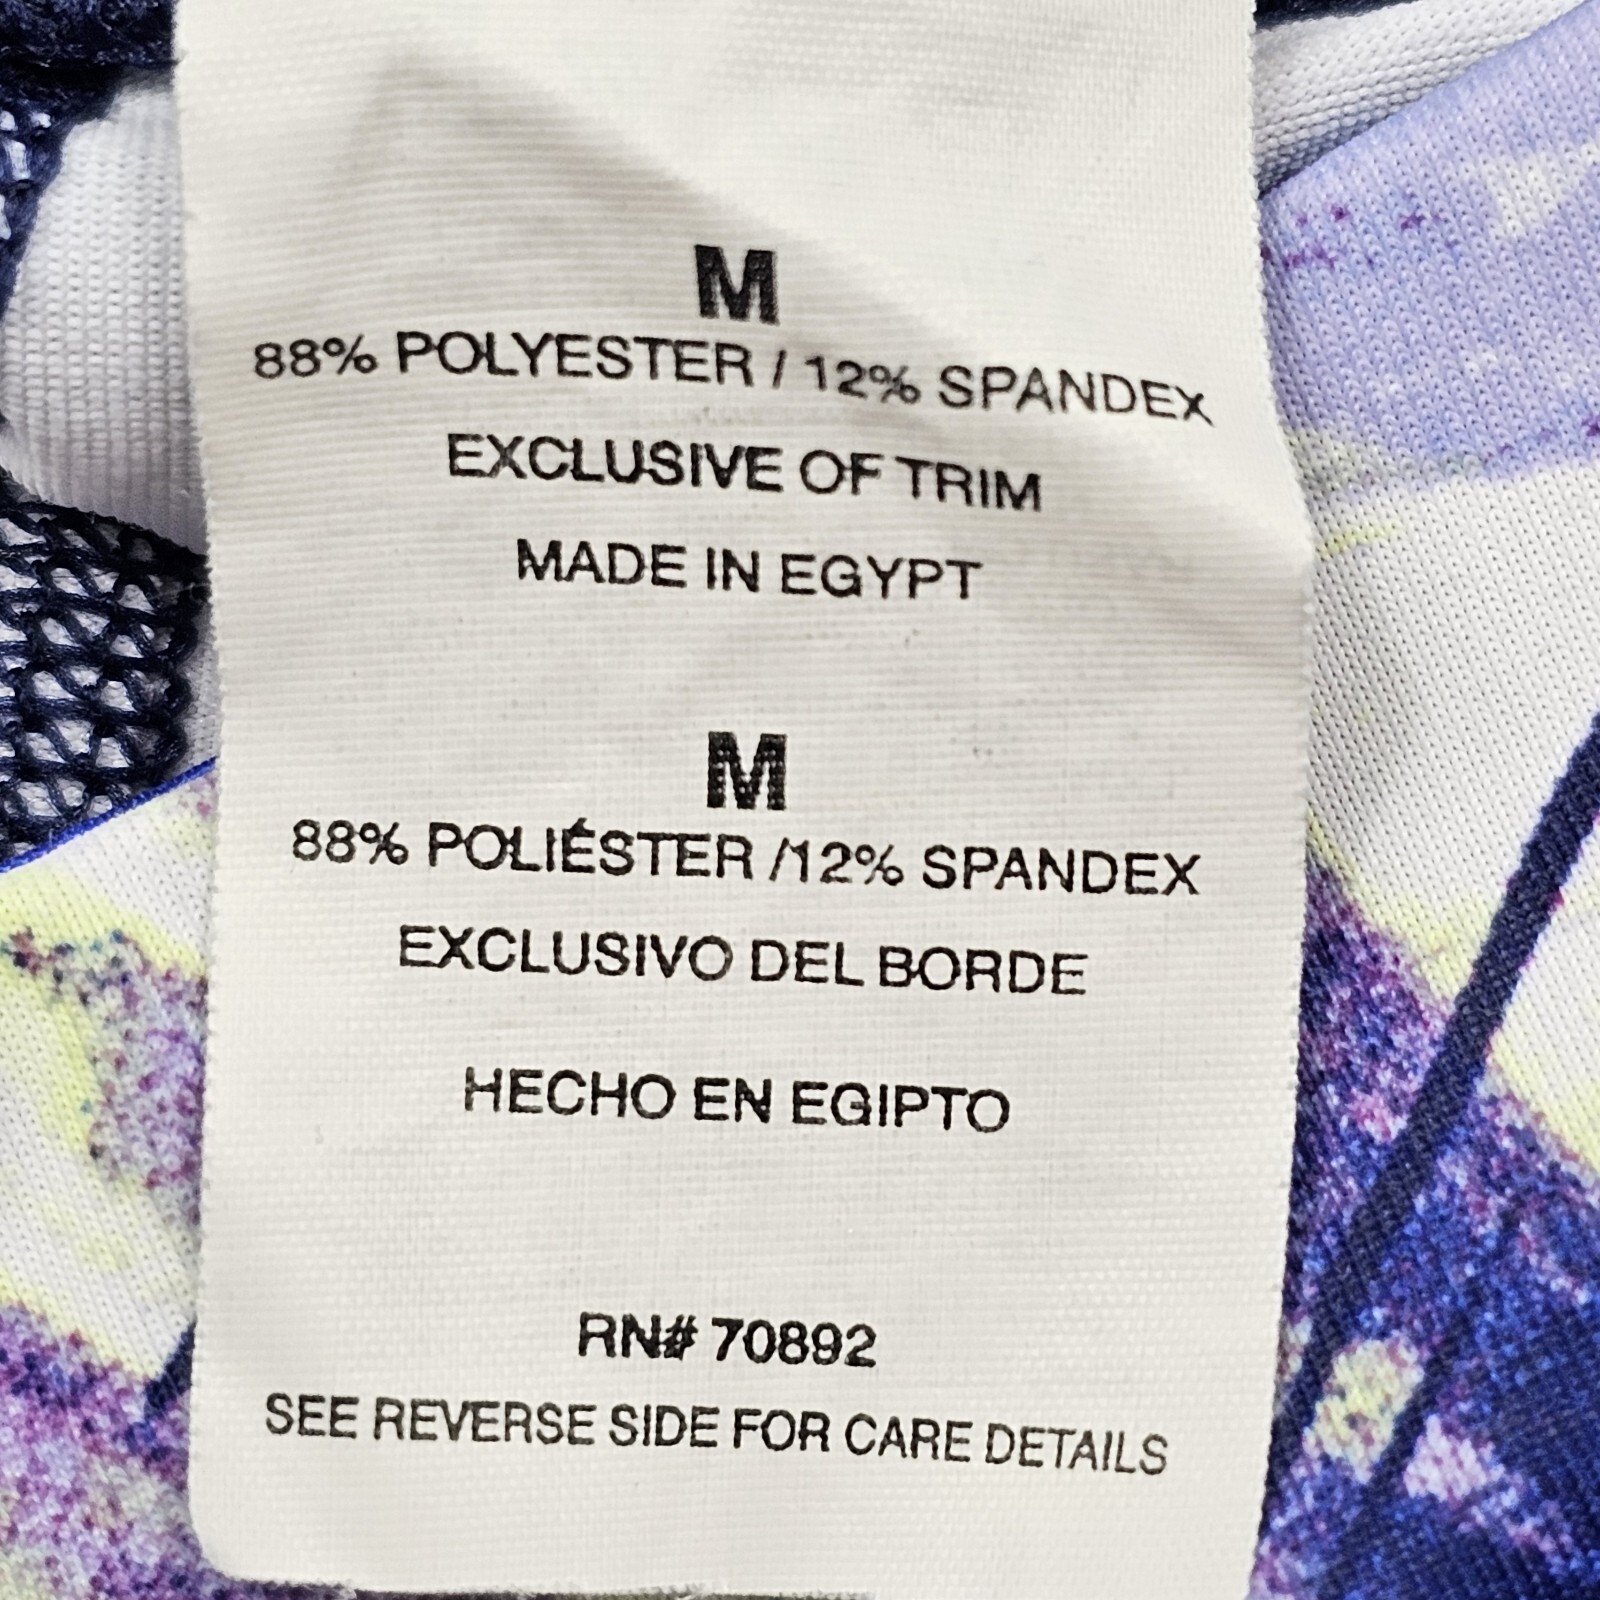 M
88% POLYESTER / 12% SPANDEX
EXCLUSIVE OF TRIM
MADE IN EGYPT
M
88% POLIÉSTER /12% SPANDEX
EXCLUSIVO DEL BORDE
HECHO EN EGIPTO
RN# 70892
SEE REVERSE SIDE FOR CARE DETAILS